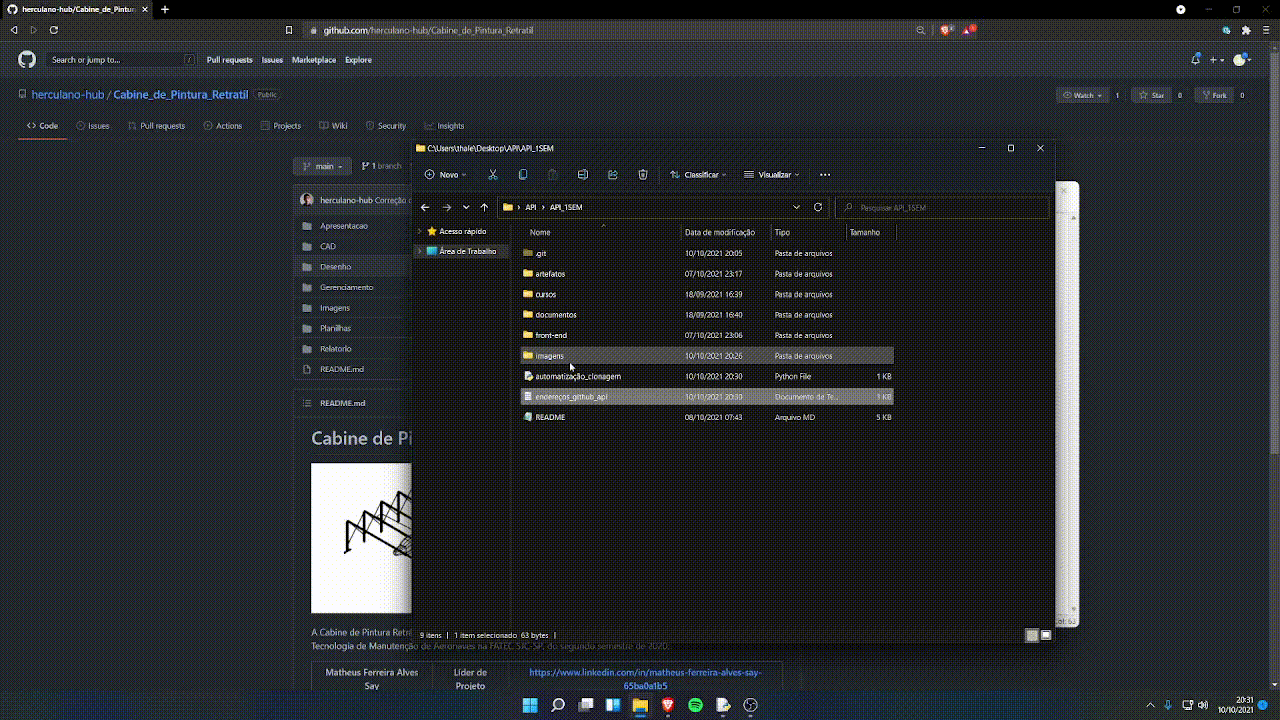 herculano-hub/Cabine_de_Pintura
github.com/herculano-hub/Cabine_de_Pintura_Retratil
Search or jump to... /
Pull requests Issues Marketplace Explore
herculano-hub / Cabine_de_Pintura_Retratil Public
Watch 1 Star 0 Fork 0
Code Issues Pull requests Actions Projects Wiki Security Insights
main 1 branch
herculano-hub Correção
Apresentacao
CAD
Desenho
Gerenciamento
Imagens
Planilhas
Relatorio
README.md
README.md
Cabine de Pi
A Cabine de Pintura Retr
Tecnologia de Manutenção de Aeronaves na FATEC SJC-SP, do segundo semestre de 2020.
Matheus Ferreira Alves Say
Líder de Projeto
https://www.linkedin.com/in/matheus-ferreira-alves-say-65ba0a1b5
C:\Users\thale\Desktop\API\API_1SEM
Novo Classificar Visualizar
API > API_1SEM
Pesquisar API_1SEM
Acesso rápido
Área de Trabalho
Nome Data de modificação Tipo Tamanho
.git 10/10/2021 20:05 Pasta de arquivos
artefatos 07/10/2021 23:17 Pasta de arquivos
cursos 18/09/2021 16:39 Pasta de arquivos
documentos 18/09/2021 16:40 Pasta de arquivos
front-end 07/10/2021 23:06 Pasta de arquivos
imagens 10/10/2021 20:26 Pasta de arquivos
automatização_clonagem 10/10/2021 20:30 Python File 1 KB
endereços_github_api 10/10/2021 20:30 Documento de Te... 1 KB
README 08/10/2021 07:43 Arquivo MD 5 KB
9 itens 1 item selecionado 63 bytes
Col: 62
20:31
10/10/2021